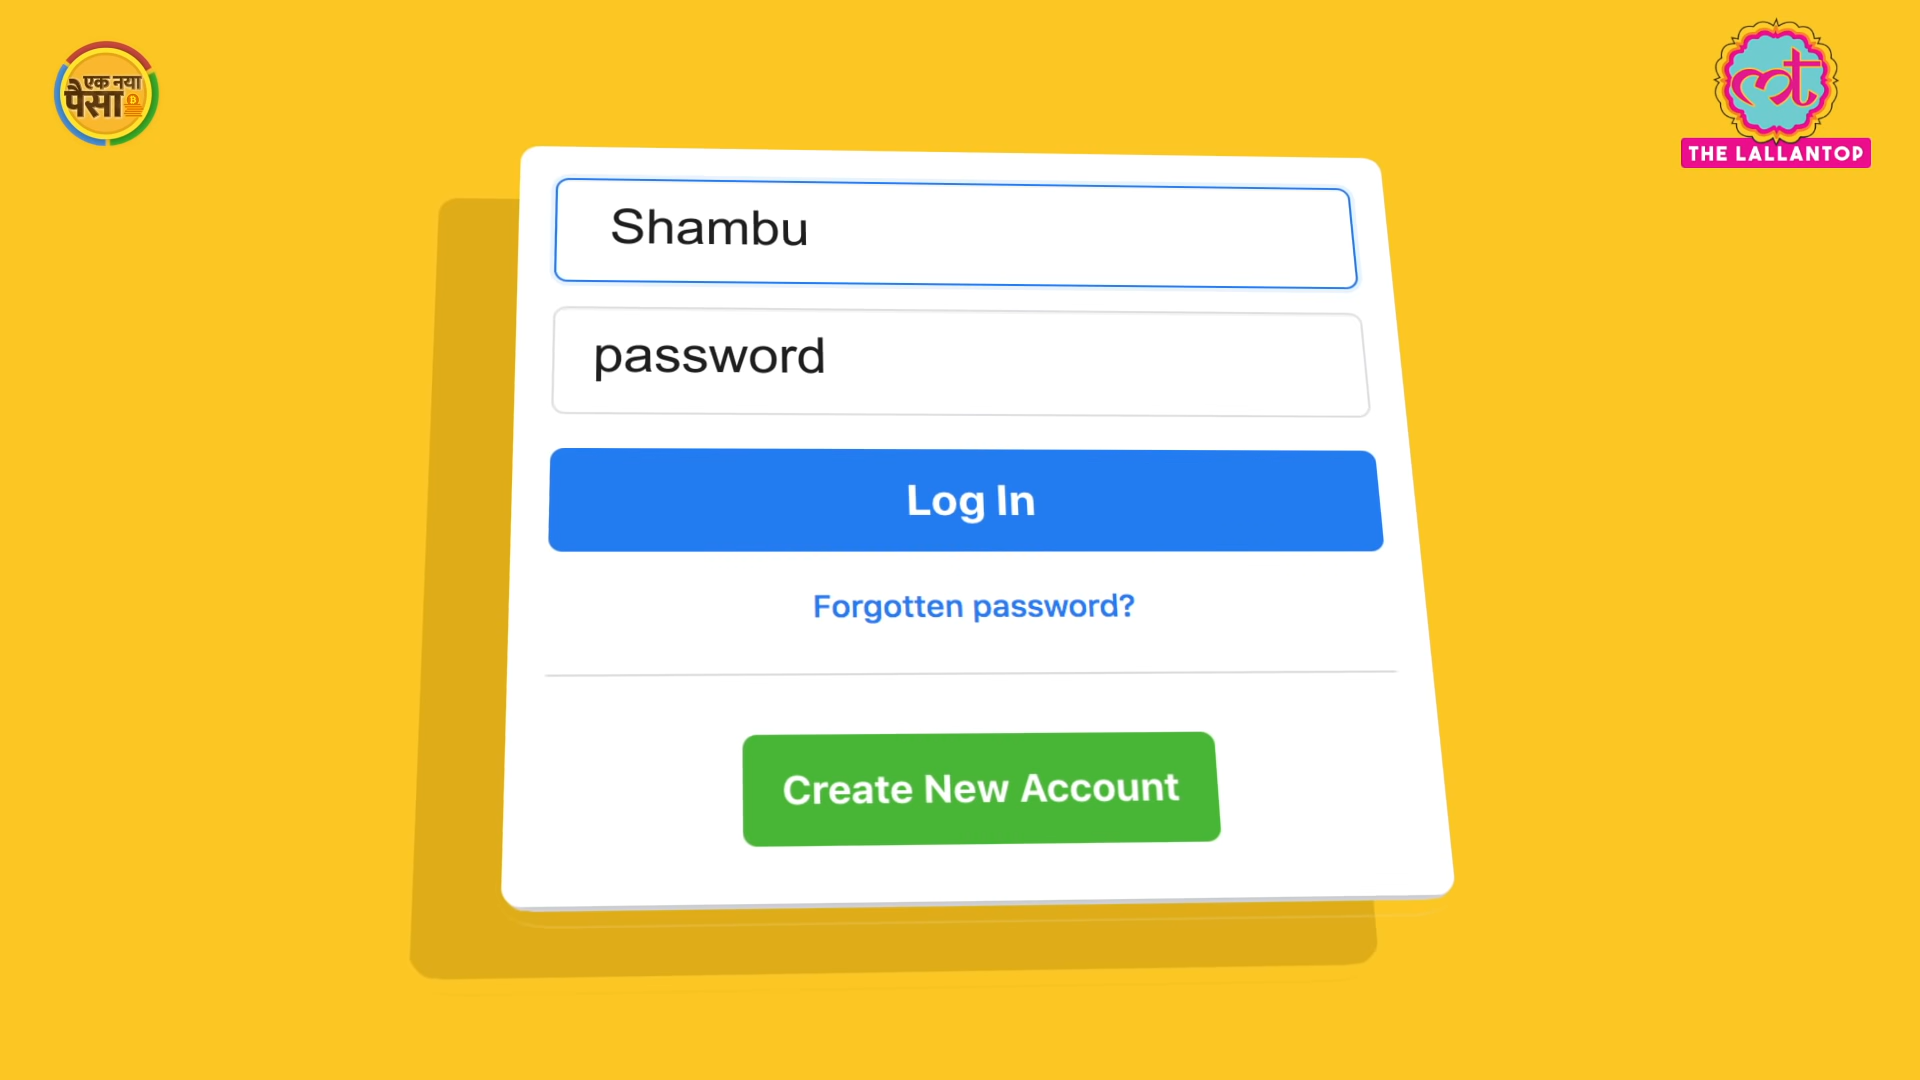 एक नया
पैसा
THE LALLANTOP
Shambu
password
Log In
Forgotten password?
Create New Account